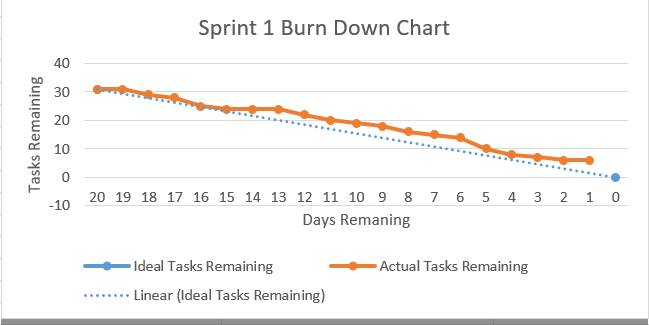 Sprint 1 Burn Down Chart
40
30
20
10
0
-10
Tasks Remaining
20 19 18 17 16 15 14 13 12 11 10 9 8 7 6 5 4 3 2 1 0
Days Remaning
Ideal Tasks Remaining Actual Tasks Remaining
Linear (Ideal Tasks Remaining)